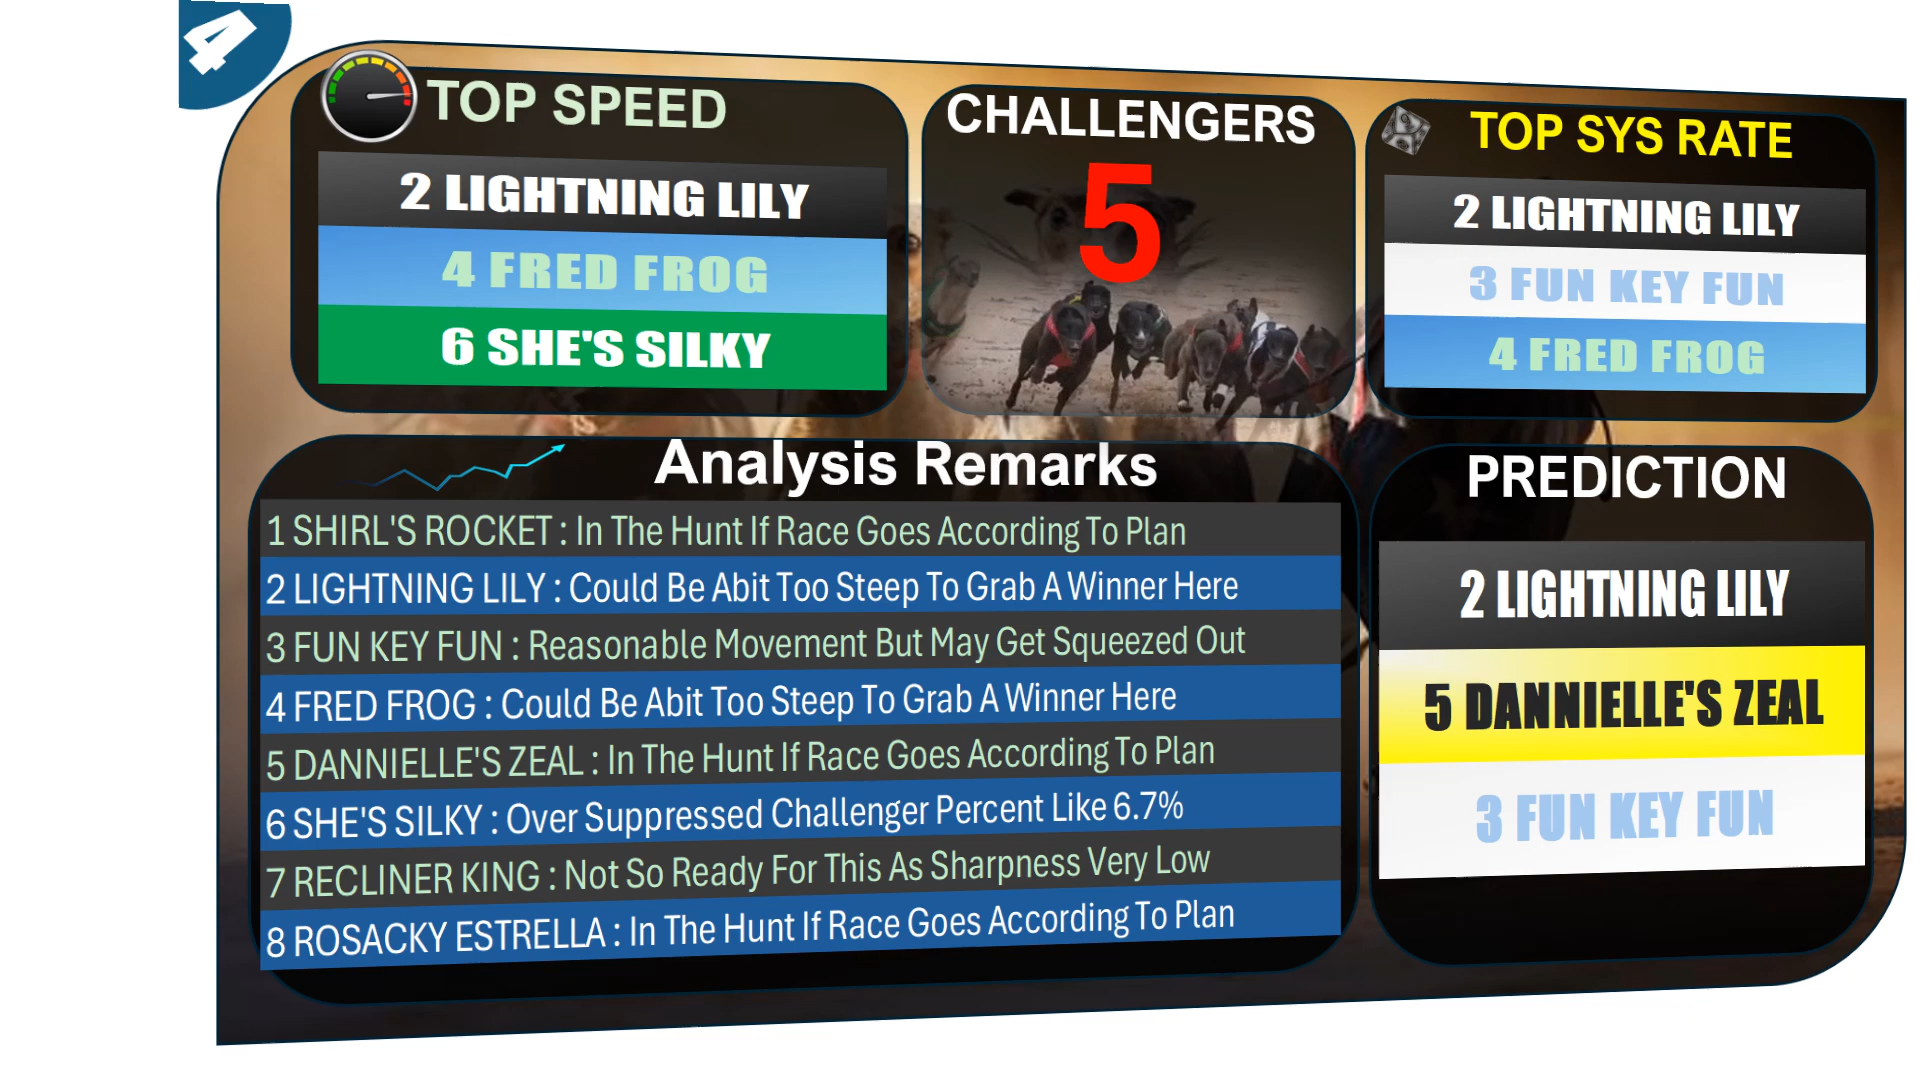 4
TOP SPEED
2 LIGHTNING LILY
4 FRED FROG
6 SHE'S SILKY
CHALLENGERS
5
TOP SYS RATE
2 LIGHTNING LILY
3 FUN KEY FUN
4 FRED FROG
Analysis Remarks
1 SHIRL'S ROCKET : In The Hunt If Race Goes According To Plan
2 LIGHTNING LILY : Could Be Abit Too Steep To Grab A Winner Here
3 FUN KEY FUN : Reasonable Movement But May Get Squeezed Out
4 FRED FROG : Could Be Abit Too Steep To Grab A Winner Here
5 DANNIELLE'S ZEAL : In The Hunt If Race Goes According To Plan
6 SHE'S SILKY : Over Suppressed Challenger Percent Like 6.7%
7 RECLINER KING : Not So Ready For This As Sharpness Very Low
8 ROSACKY ESTRELLA : In The Hunt If Race Goes According To Plan
PREDICTION
2 LIGHTNING LILY
5 DANNIELLE'S ZEAL
3 FUN KEY FUN